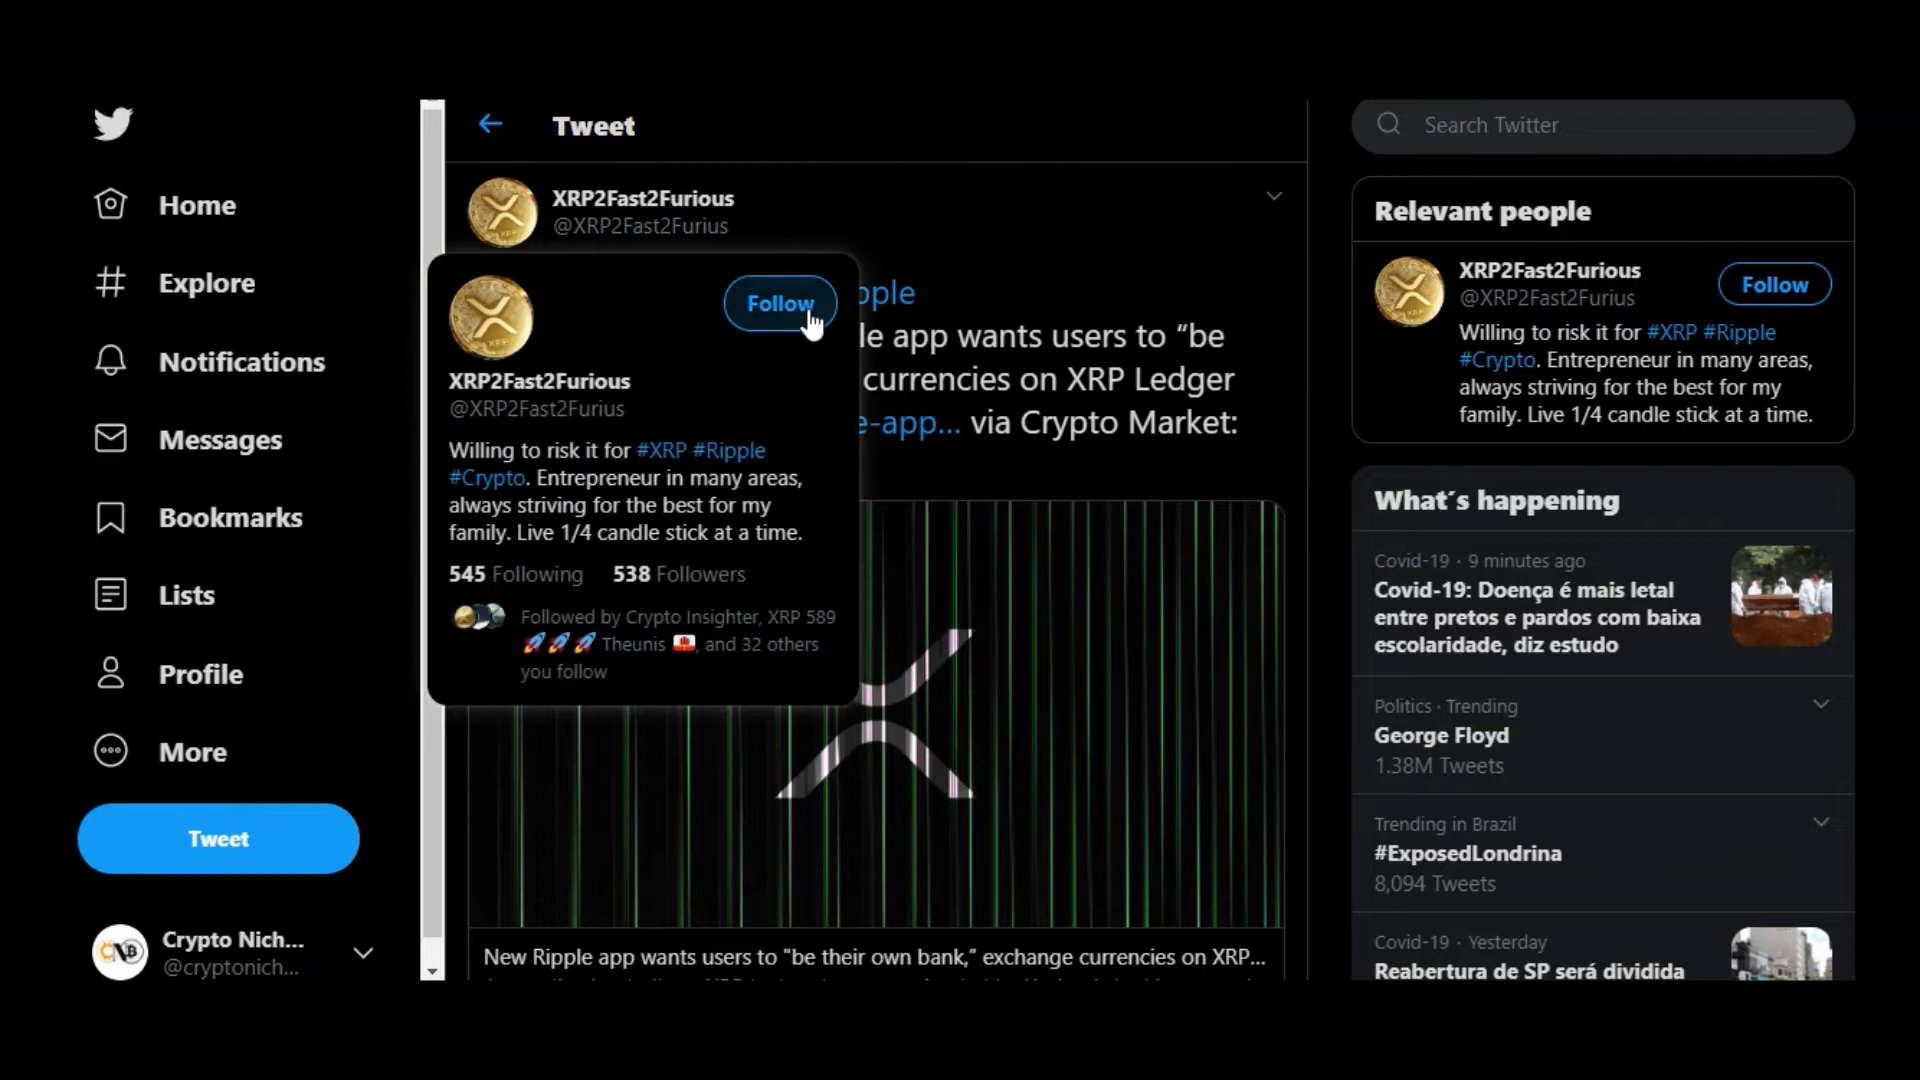 Home
Explore
Notifications
Messages
Bookmarks
Lists
Profile
More
Tweet
Crypto Nich...
@cryptonich...
Tweet
XRP2Fast2Furious
@XRP2Fast2Furius
Follow
XRP2Fast2Furious
@XRP2Fast2Furius
Willing to risk it for #XRP #Ripple
#Crypto. Entrepreneur in many areas,
always striving for the best for my
family. Live 1/4 candle stick at a time.
545 Following 538 Followers
Followed by Crypto Insighter, XRP 589
🚀🚀🚀 Theunis 🇬🇮, and 32 others
you follow
pple
le app wants users to “be
currencies on XRP Ledger
e-app... via Crypto Market:
New Ripple app wants users to "be their own bank,” exchange currencies on XRP...
Search Twitter
Relevant people
XRP2Fast2Furious
@XRP2Fast2Furius
Follow
Willing to risk it for #XRP #Ripple
#Crypto. Entrepreneur in many areas,
always striving for the best for my
family. Live 1/4 candle stick at a time.
What´s happening
Covid-19 · 9 minutes ago
Covid-19: Doença é mais letal
entre pretos e pardos com baixa
escolaridade, diz estudo
Politics · Trending
George Floyd
1.38M Tweets
Trending in Brazil
#ExposedLondrina
8,094 Tweets
Covid-19 · Yesterday
Reabertura de SP será dividida